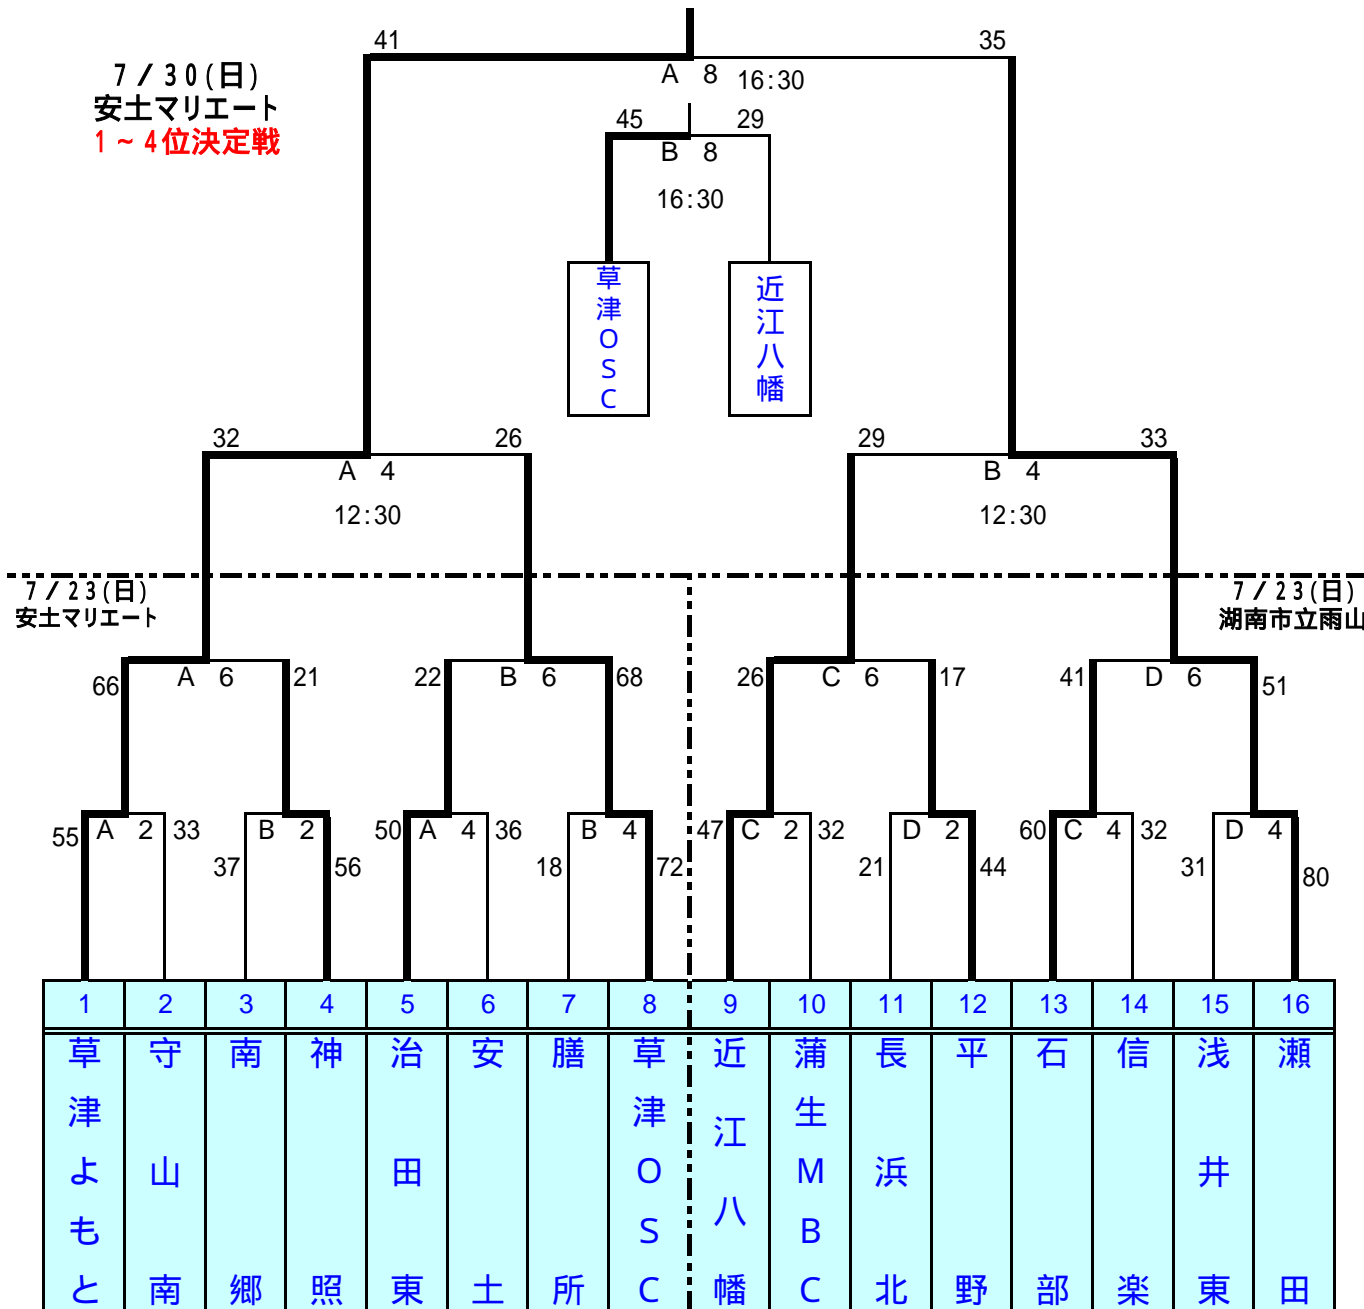 41
35
7/30(日)
安土マリエート
1~4位決定戦
A 8 16:30
45
29
B 8
16:30
草津OSC
近江八幡
32
26
29
33
A 4
B 4
12:30
12:30
7/23(日)
安土マリエート
7/23(日)
湖南市立雨山
66 A 6 21
22 B 6 68
26 C 6 17
41 D 6 51
55 A 2 33
37 B 2 56
50 A 4 36
18 B 4 72
47 C 2 32
21 D 2 44
60 C 4 32
31 D 4 80
1 2 3 4 5 6 7 8 9 10 11 12 13 14 15 16
草津よもと
守山南
南郷
神照
治田東
安土
膳所
草津OSC
近江八幡
蒲生MBC
長浜北
平野
石部
信楽
浅井東
瀬田